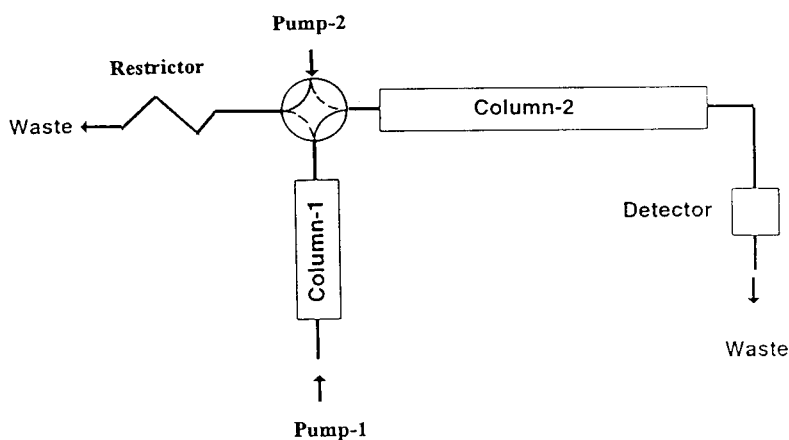 Pump-2
Restrictor
Waste
Column-2
Column-1
Detector
Waste
Pump-1